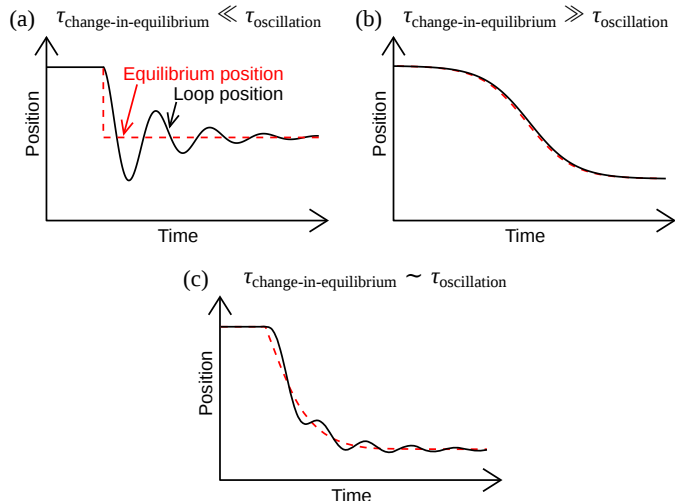 (a) τchange-in-equilibrium ≪ τoscillation
Equilibrium position
Loop position
Position
Time
(b) τchange-in-equilibrium ≫ τoscillation
Position
Time
(c) τchange-in-equilibrium ∼ τoscillation
Position
Time